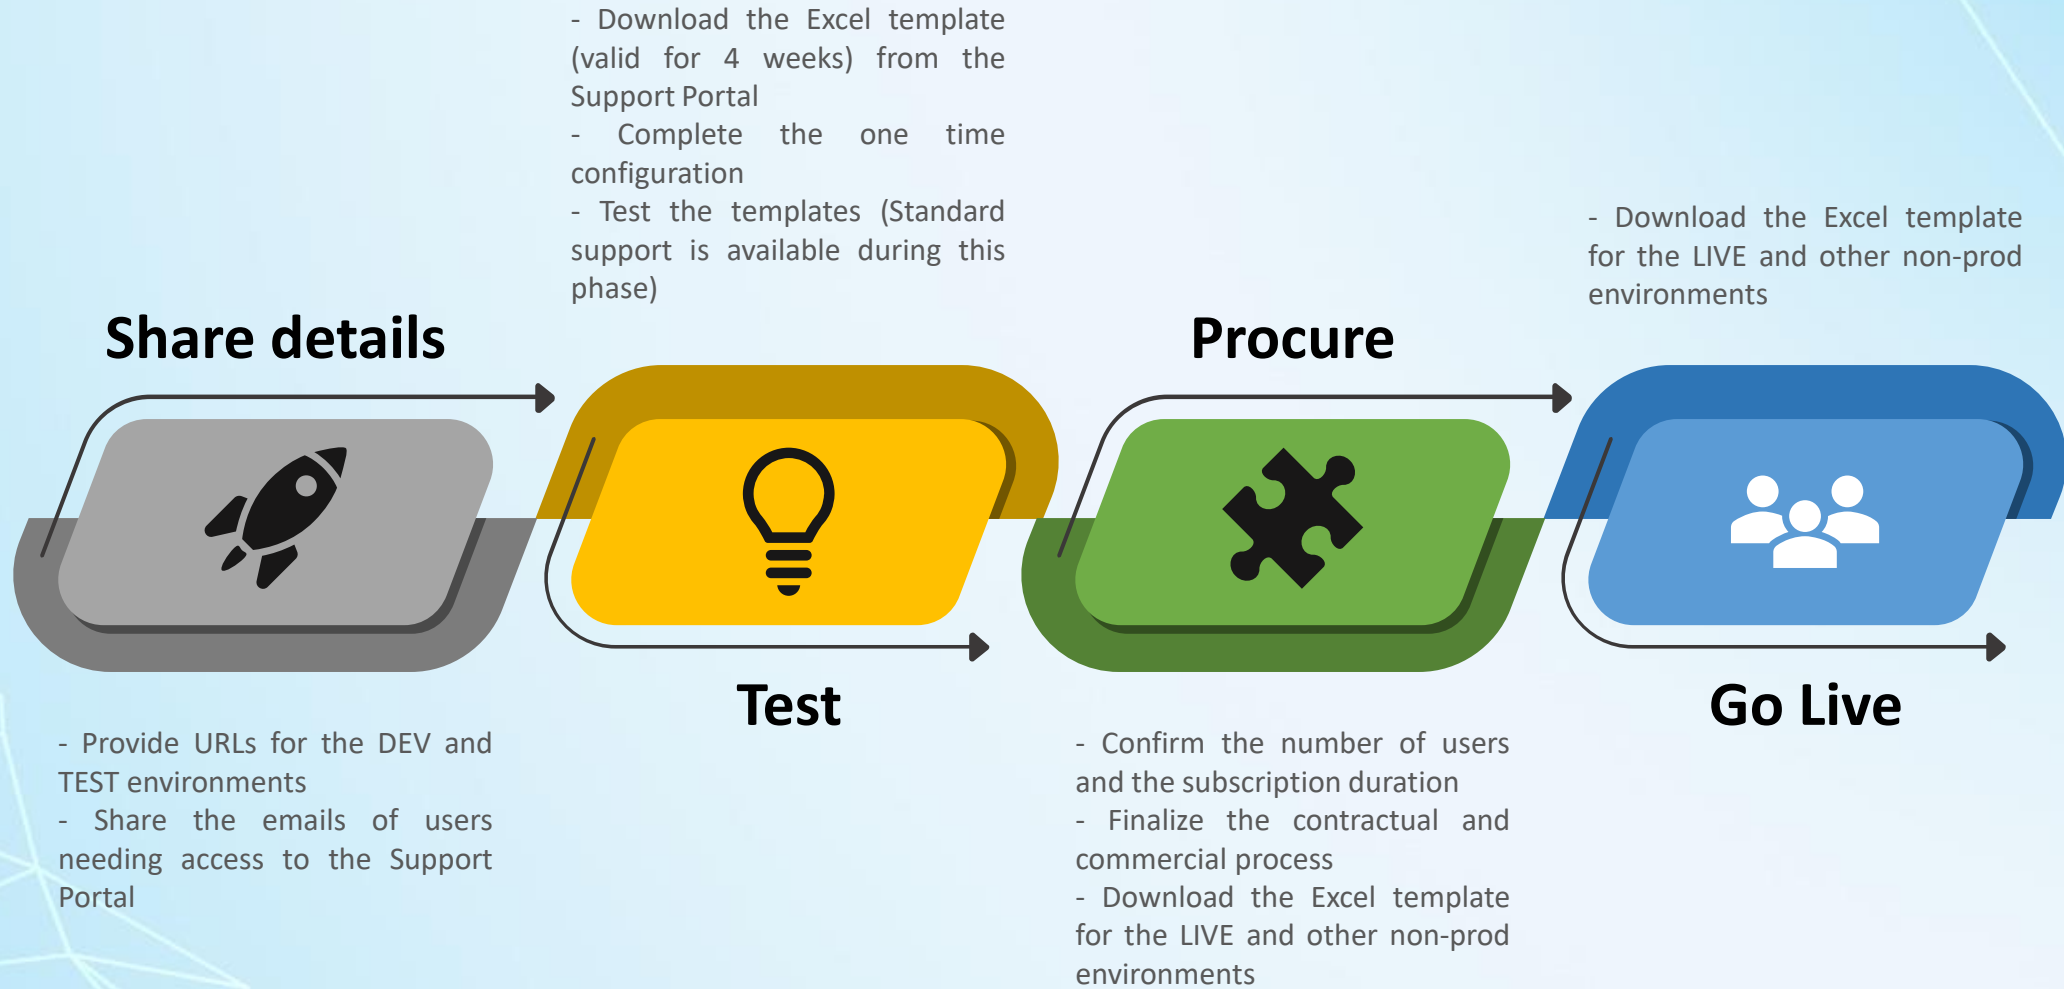 Share details
- Provide URLs for the DEV and
TEST environments
- Share the emails of users
needing access to the Support
Portal
- Download the Excel template
(valid for 4 weeks) from the
Support Portal
- Complete the one time
configuration
- Test the templates (Standard
support is available during this
phase)
Test
Procure
- Confirm the number of users
and the subscription duration
- Finalize the contractual and
commercial process
- Download the Excel template
for the LIVE and other non-prod
environments
- Download the Excel template
for the LIVE and other non-prod
environments
Go Live